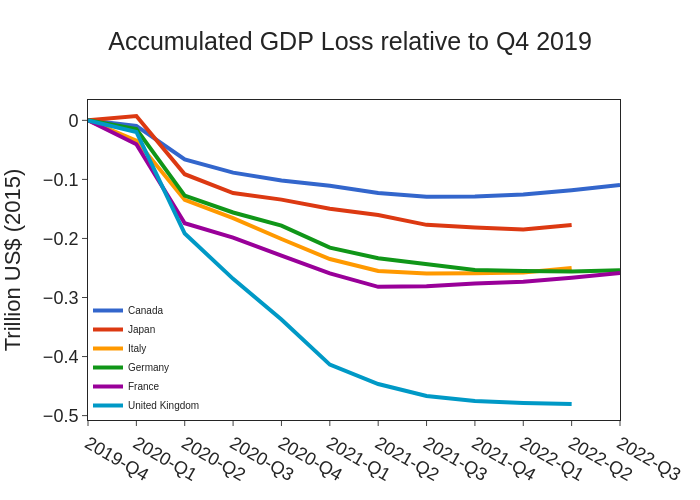 Accumulated GDP Loss relative to Q4 2019
Trillion US$ (2015)
0
−0.1
−0.2
−0.3
−0.4
−0.5
Canada
Japan
Italy
Germany
France
United Kingdom
2019-Q4
2020-Q1
2020-Q2
2020-Q3
2020-Q4
2021-Q1
2021-Q2
2021-Q3
2021-Q4
2022-Q1
2022-Q2
2022-Q3